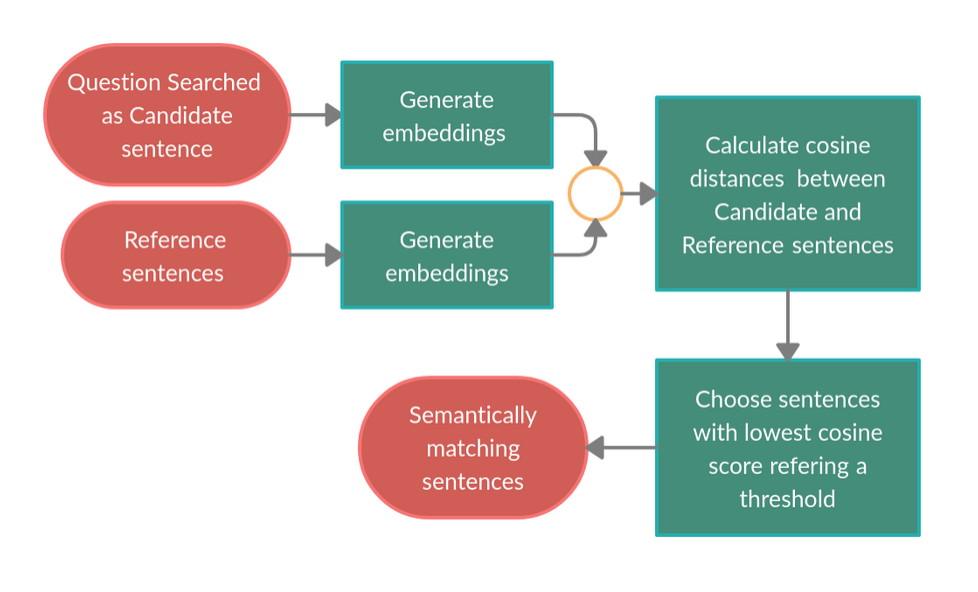 Question Searched
as Candidate
sentence
Generate
embeddings
Reference
sentences
Generate
embeddings
Calculate cosine
distances between
Candidate and
Reference sentences
Choose sentences
with lowest cosine
score refering a
threshold
Semantically
matching
sentences